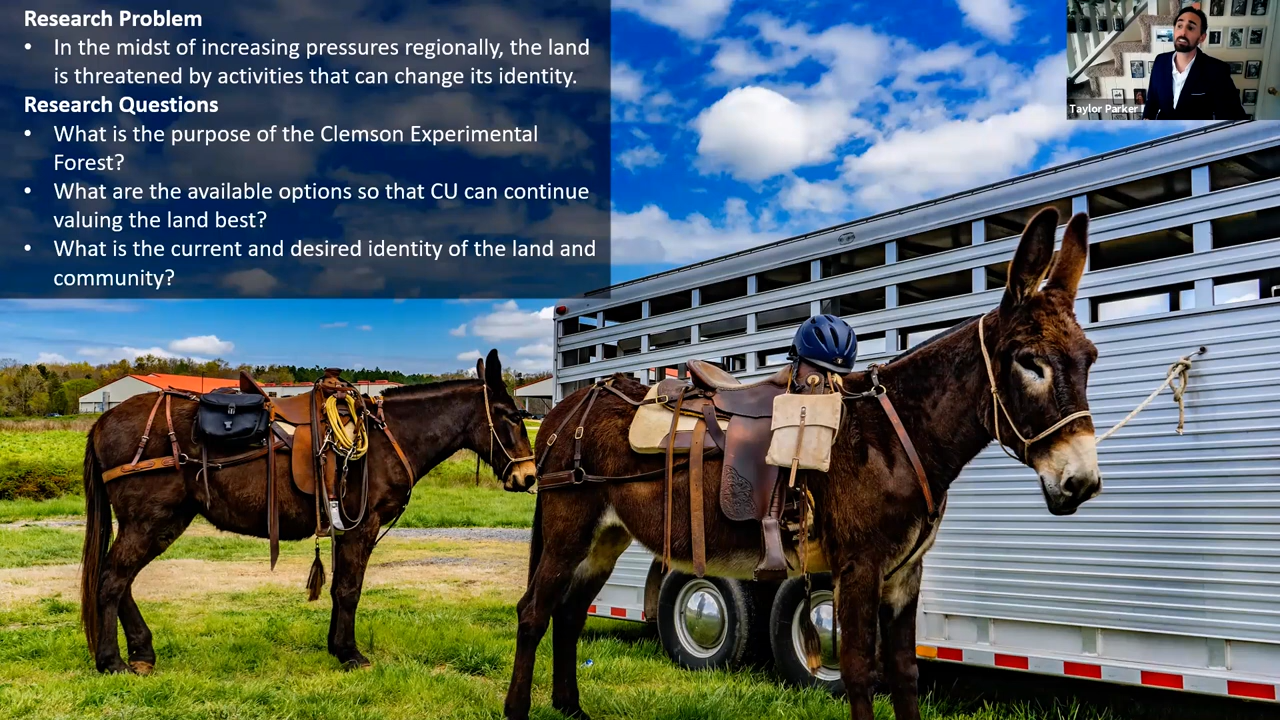 Research Problem
• In the midst of increasing pressures regionally, the land
is threatened by activities that can change its identity.
Research Questions
• What is the purpose of the Clemson Experimental
Forest?
• What are the available options so that CU can continue
valuing the land best?
• What is the current and desired identity of the land and
community?
Taylor Parker